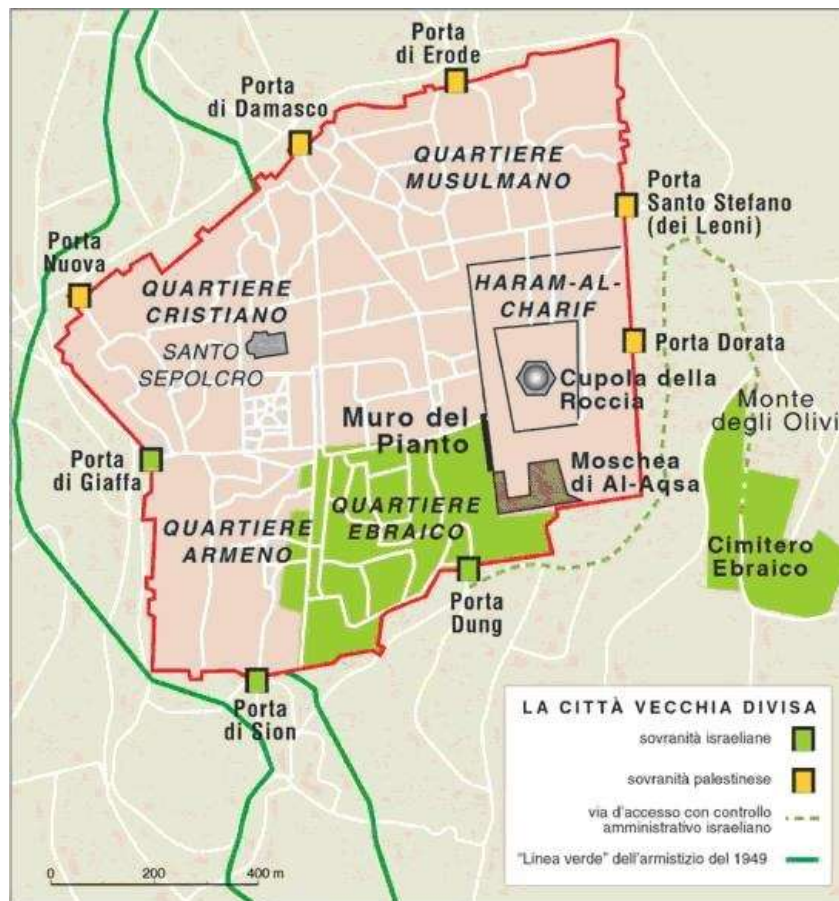 Porta
di Erode
Porta
di Damasco
QUARTIERE
MUSULMANO
Porta
Santo Stefano
(dei Leoni)
Porta
Nuova
QUARTIERE
CRISTIANO
HARAM-AL-
CHARIF
SANTO
SEPOLCRO
Porta Dorata
Cupola della
Roccia
Monte
degli Olivi
Muro del
Pianto
Porta
di Giaffa
Moschea
di Al-Aqsa
QUARTIERE
ARMENO
QUARTIERE
EBRAICO
Cimitero
Ebraico
Porta
Dung
Porta
di Sion
LA CITTÀ VECCHIA DIVISA
sovranità israeliane
sovranità palestinese
via d'accesso con controllo
amministrativo israeliano
"Linea verde" dell'armistizio del 1949
0 200 400 m